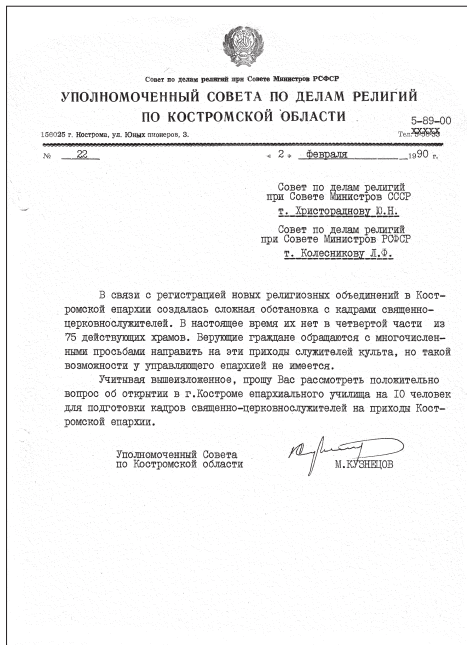 Совет по делам религий при Совете Министров РСФСР
УПОЛНОМОЧЕННЫЙ СОВЕТА ПО ДЕЛАМ РЕЛИГИЙ
ПО КОСТРОМСКОЙ ОБЛАСТИ
5-89-00
156025 г. Кострома, ул. Юных пионеров, 3. Тел.
№ 22 « 2 » февраля 1990 г.
Совет по делам религий
при Совете Министров СССР
т. Христораднову Ю.Н.
Совет по делам религий
при Совете Министров РСФСР
т. Колесникову Л.Ф.
В связи с регистрацией новых религиозных объединений в Кост-
ромской епархии создалась сложная обстановка с кадрами священно-
церковнослужителей. В настоящее время их нет в четвертой части из
75 действующих храмов. Верующие граждане обращаются с многочислен-
ными просьбами направить на эти приходы служителей культа, но такой
возможности у управляющего епархией не имеется.
Учитывая вышеизложенное, прошу Вас рассмотреть положительно
вопрос об открытии в г.Костроме епархиального училища на 10 человек
для подготовки кадров священно-церковнослужителей на приходы Кост-
ромской епархии.
Уполномоченный Совета
по Костромской области М.КУЗНЕЦОВ